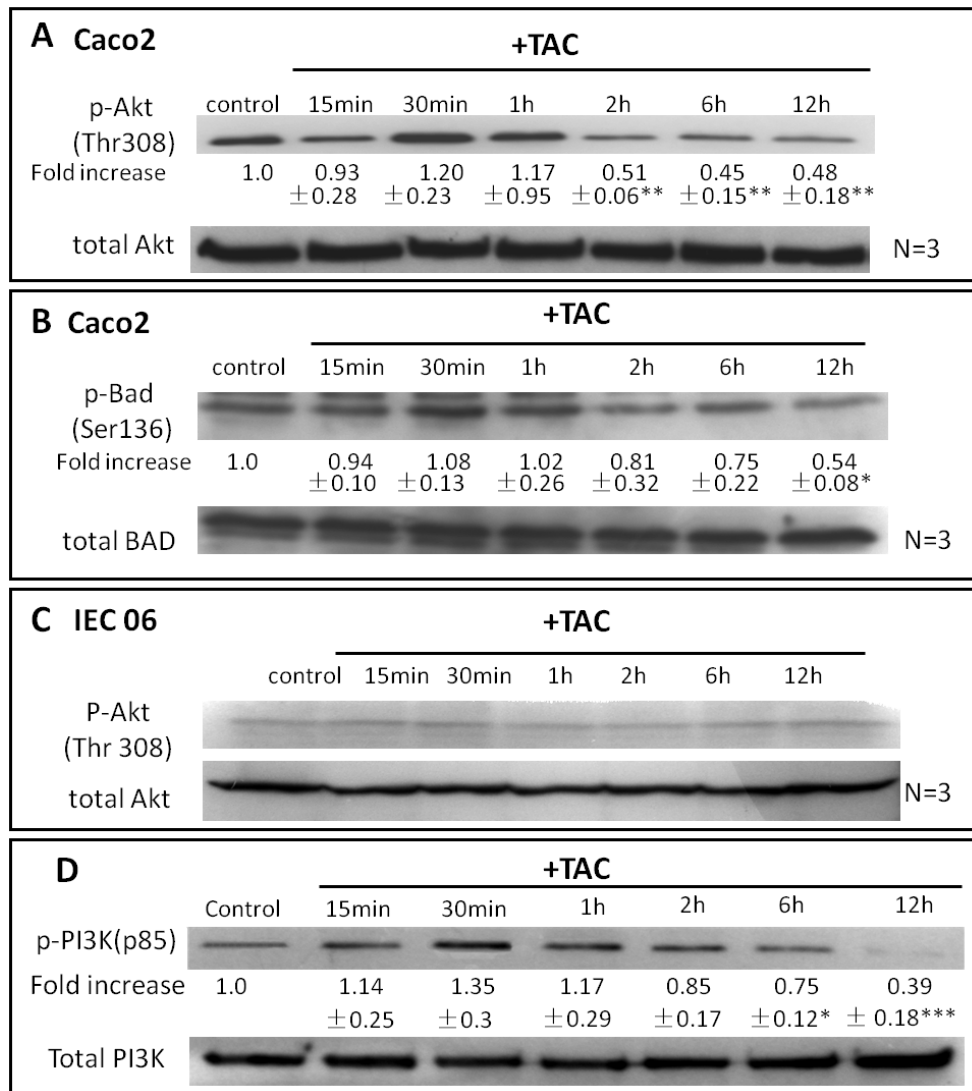 A Caco2
+TAC
p-Akt
(Thr308)
control 15min 30min 1h 2h 6h 12h
Fold increase 1.0 0.93 1.20 1.17 0.51 0.45 0.48
±0.28 ±0.23 ±0.95 ±0.06** ±0.15** ±0.18**
total Akt N=3
B Caco2
+TAC
control 15min 30min 1h 2h 6h 12h
p-Bad
(Ser136)
Fold increase 1.0 0.94 1.08 1.02 0.81 0.75 0.54
±0.10 ±0.13 ±0.26 ±0.32 ±0.22 ±0.08*
total BAD N=3
C IEC 06
+TAC
control 15min 30min 1h 2h 6h 12h
P-Akt
(Thr 308)
total Akt N=3
D
+TAC
Control 15min 30min 1h 2h 6h 12h
p-PI3K(p85)
Fold increase 1.0 1.14 1.35 1.17 0.85 0.75 0.39
±0.25 ±0.3 ±0.29 ±0.17 ±0.12* ± 0.18***
Total PI3K